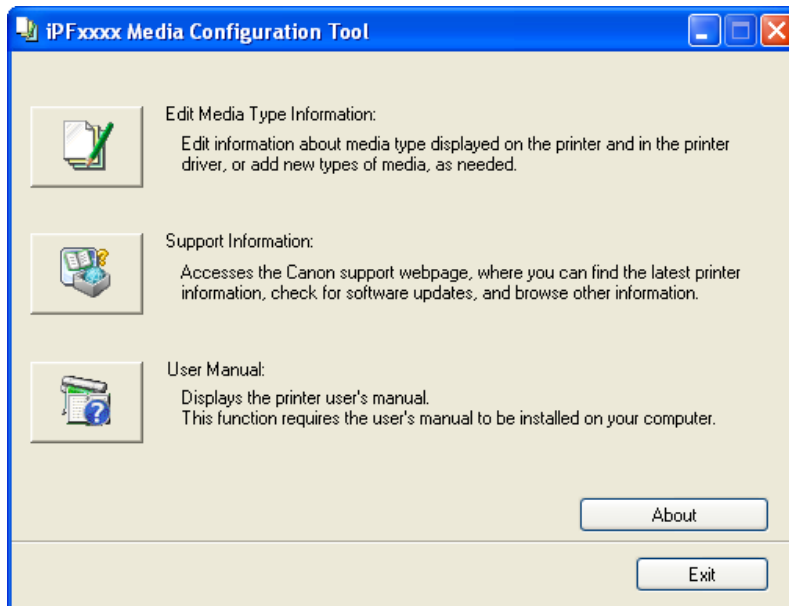 iPFxxxx Media Configuration Tool
Edit Media Type Information:
Edit information about media type displayed on the printer and in the printer
driver, or add new types of media, as needed.
Support Information:
Accesses the Canon support webpage, where you can find the latest printer
information, check for software updates, and browse other information.
User Manual:
Displays the printer user's manual.
This function requires the user's manual to be installed on your computer.
About
Exit